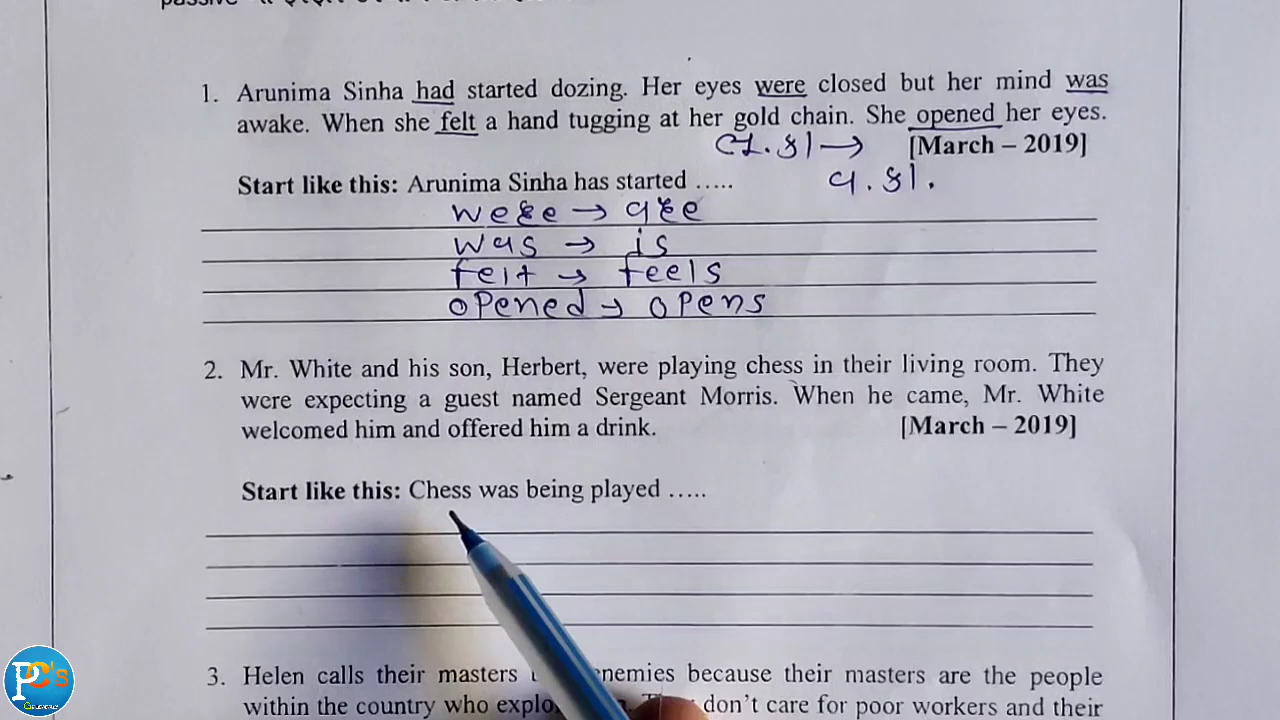 passive
1. Arunima Sinha had started dozing. Her eyes were closed but her mind was
awake. When she felt a hand tugging at her gold chain. She opened her eyes.
[March – 2019]
Start like this: Arunima Sinha has started …..
વ.કા.
were → are
was → is
felt → feels
opened → opens
2. Mr. White and his son, Herbert, were playing chess in their living room. They
were expecting a guest named Sergeant Morris. When he came, Mr. White
welcomed him and offered him a drink.
[March – 2019]
Start like this: Chess was being played …..
3. Helen calls their masters enemies because their masters are the people
within the country who don't care for poor workers and their
P C's